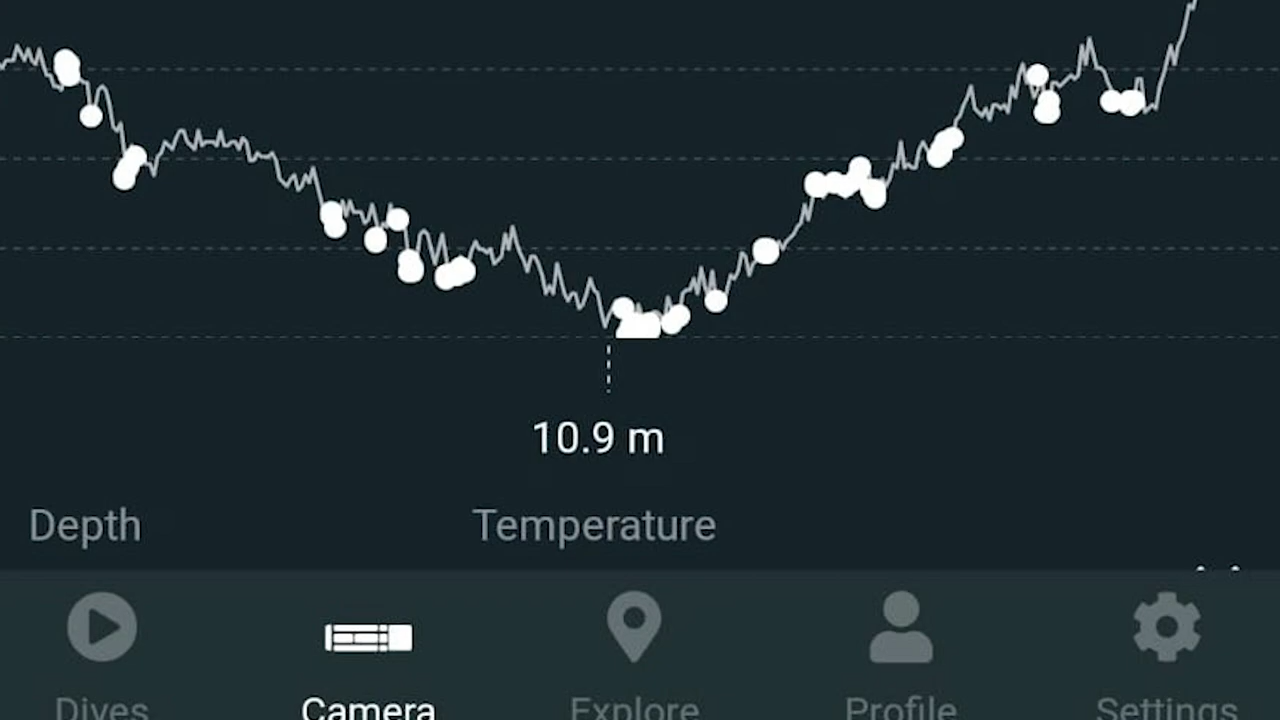 10.9 m
Depth
Temperature
Dives
Camera
Explore
Profile
Settings